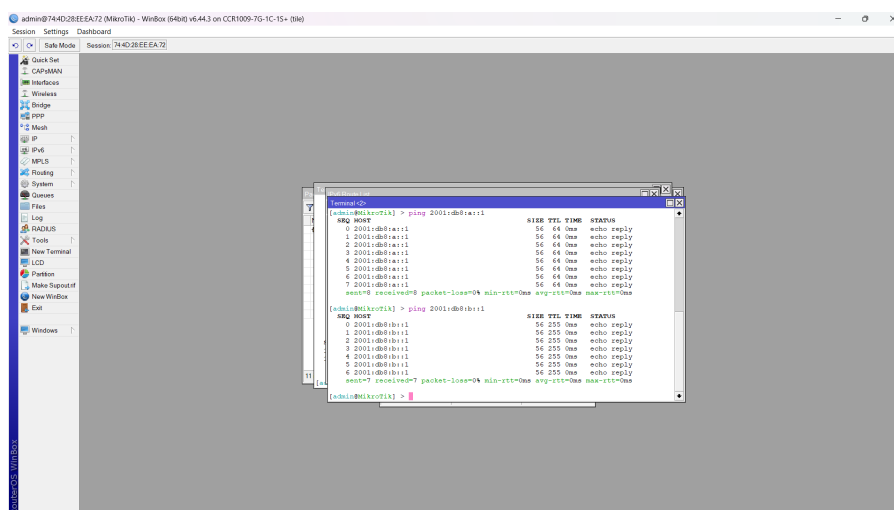 admin@74:4D:28:EE:EA:72 (MikroTik) - WinBox (64bit) v6.44.3 on CCR1009-7G-1C-1S+ (tile)
Session Settings Dashboard
Safe Mode Session: 74:4D:28:EE:EA:72
Quick Set
CAPsMAN
Interfaces
Wireless
Bridge
PPP
Mesh
IP
IPv6
MPLS
Routing
System
Queues
Files
Log
RADIUS
Tools
New Terminal
LCD
Partition
Make Supout.rif
New WinBox
Exit
Windows
RouterOS WinBox
IPv6 Route List
Terminal <2>
[admin@MikroTik] > ping 2001:db8:a::1
SEQ HOST SIZE TTL TIME STATUS
0 2001:db8:a::1 56 64 0ms echo reply
1 2001:db8:a::1 56 64 0ms echo reply
2 2001:db8:a::1 56 64 0ms echo reply
3 2001:db8:a::1 56 64 0ms echo reply
4 2001:db8:a::1 56 64 0ms echo reply
5 2001:db8:a::1 56 64 0ms echo reply
6 2001:db8:a::1 56 64 0ms echo reply
7 2001:db8:a::1 56 64 0ms echo reply
sent=8 received=8 packet-loss=0% min-rtt=0ms avg-rtt=0ms max-rtt=0ms
[admin@MikroTik] > ping 2001:db8:b::1
SEQ HOST SIZE TTL TIME STATUS
0 2001:db8:b::1 56 255 0ms echo reply
1 2001:db8:b::1 56 255 0ms echo reply
2 2001:db8:b::1 56 255 0ms echo reply
3 2001:db8:b::1 56 255 0ms echo reply
4 2001:db8:b::1 56 255 0ms echo reply
5 2001:db8:b::1 56 255 0ms echo reply
6 2001:db8:b::1 56 255 0ms echo reply
sent=7 received=7 packet-loss=0% min-rtt=0ms avg-rtt=0ms max-rtt=0ms
[admin@MikroTik] >
11